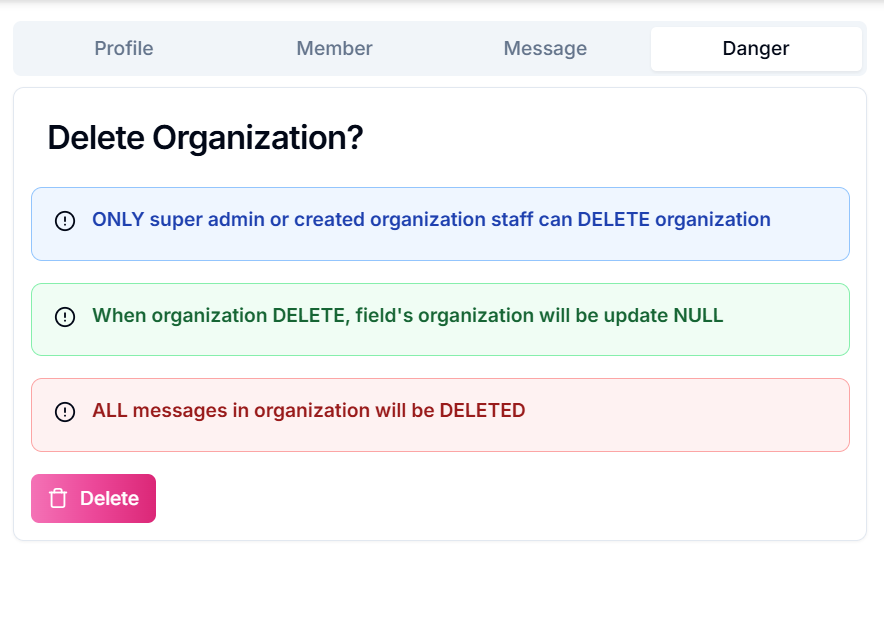 Profile
Member
Message
Danger
Delete Organization?
ONLY super admin or created organization staff can DELETE organization
When organization DELETE, field's organization will be update NULL
ALL messages in organization will be DELETED
Delete